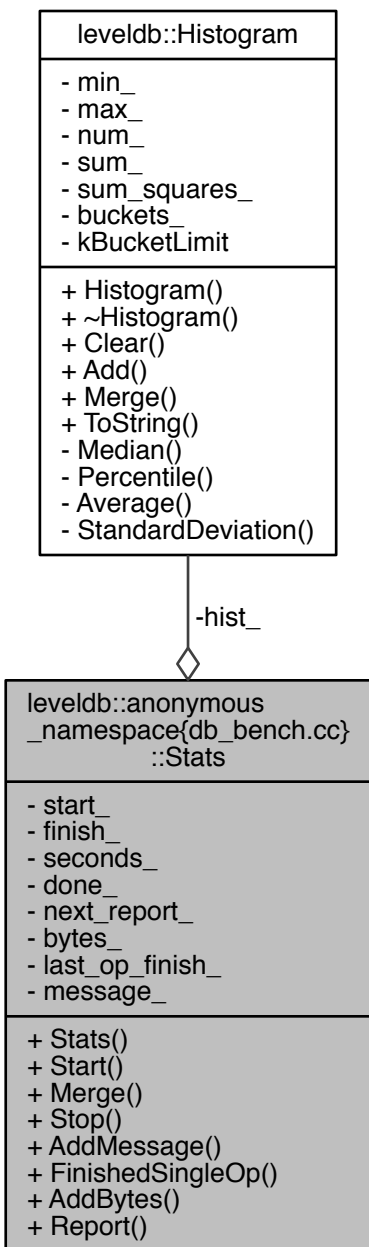 leveldb::Histogram
- min_
- max_
- num_
- sum_
- sum_squares_
- buckets_
- kBucketLimit
+ Histogram()
+ ~Histogram()
+ Clear()
+ Add()
+ Merge()
+ ToString()
- Median()
- Percentile()
- Average()
- StandardDeviation()
-hist_
leveldb::anonymous
_namespace{db_bench.cc}
::Stats
- start_
- finish_
- seconds_
- done_
- next_report_
- bytes_
- last_op_finish_
- message_
+ Stats()
+ Start()
+ Merge()
+ Stop()
+ AddMessage()
+ FinishedSingleOp()
+ AddBytes()
+ Report()